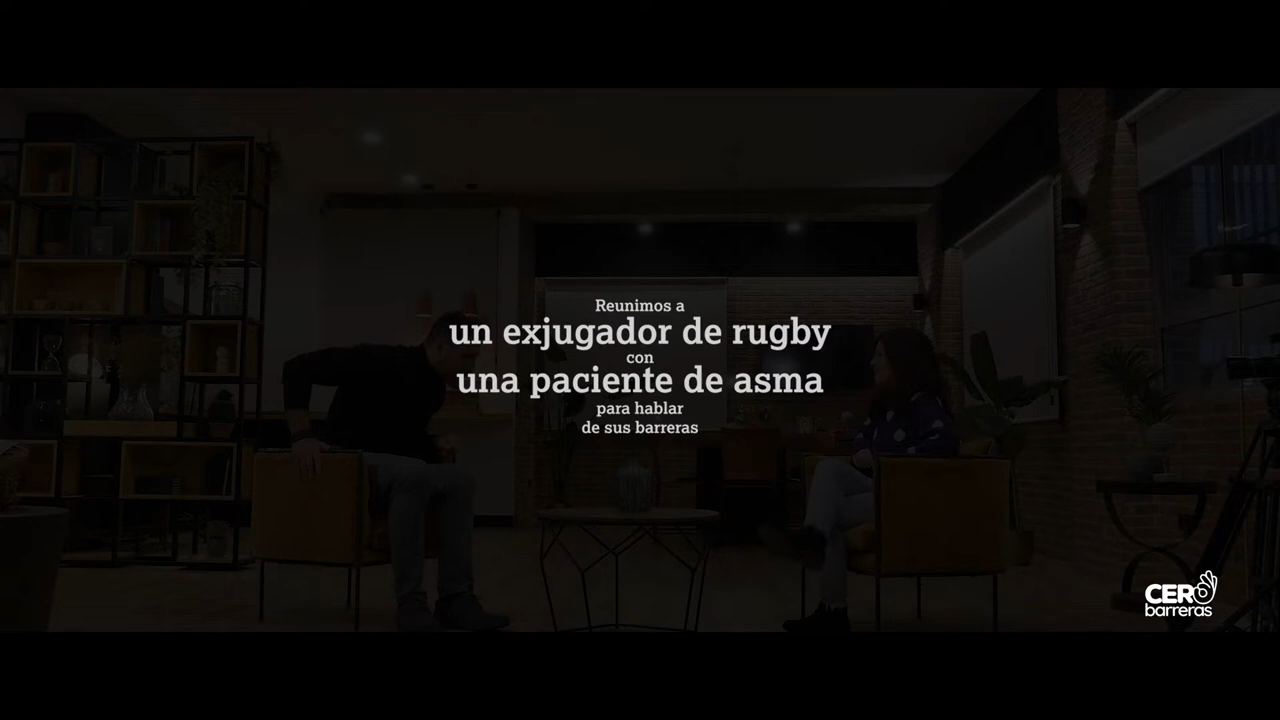 Reunimos a
un exjugador de rugby
con
una paciente de asma
para hablar
de sus barreras
CERO
barreras